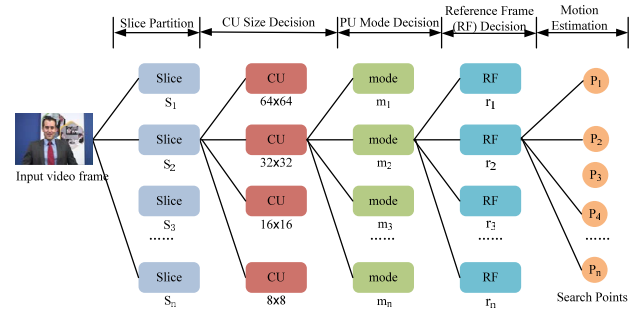 Slice Partition
CU Size Decision
PU Mode Decision
Reference Frame
(RF) Decision
Motion
Estimation
Slice
CU
mode
RF
P1
S1
64x64
m1
r1
Slice
CU
mode
RF
P2
S2
32x32
m2
r2
Input video frame
P3
Slice
CU
mode
RF
P4
S3
16x16
m3
r3
......
......
......
......
Slice
CU
mode
RF
Pn
Sn
8x8
mn
rn
Search Points